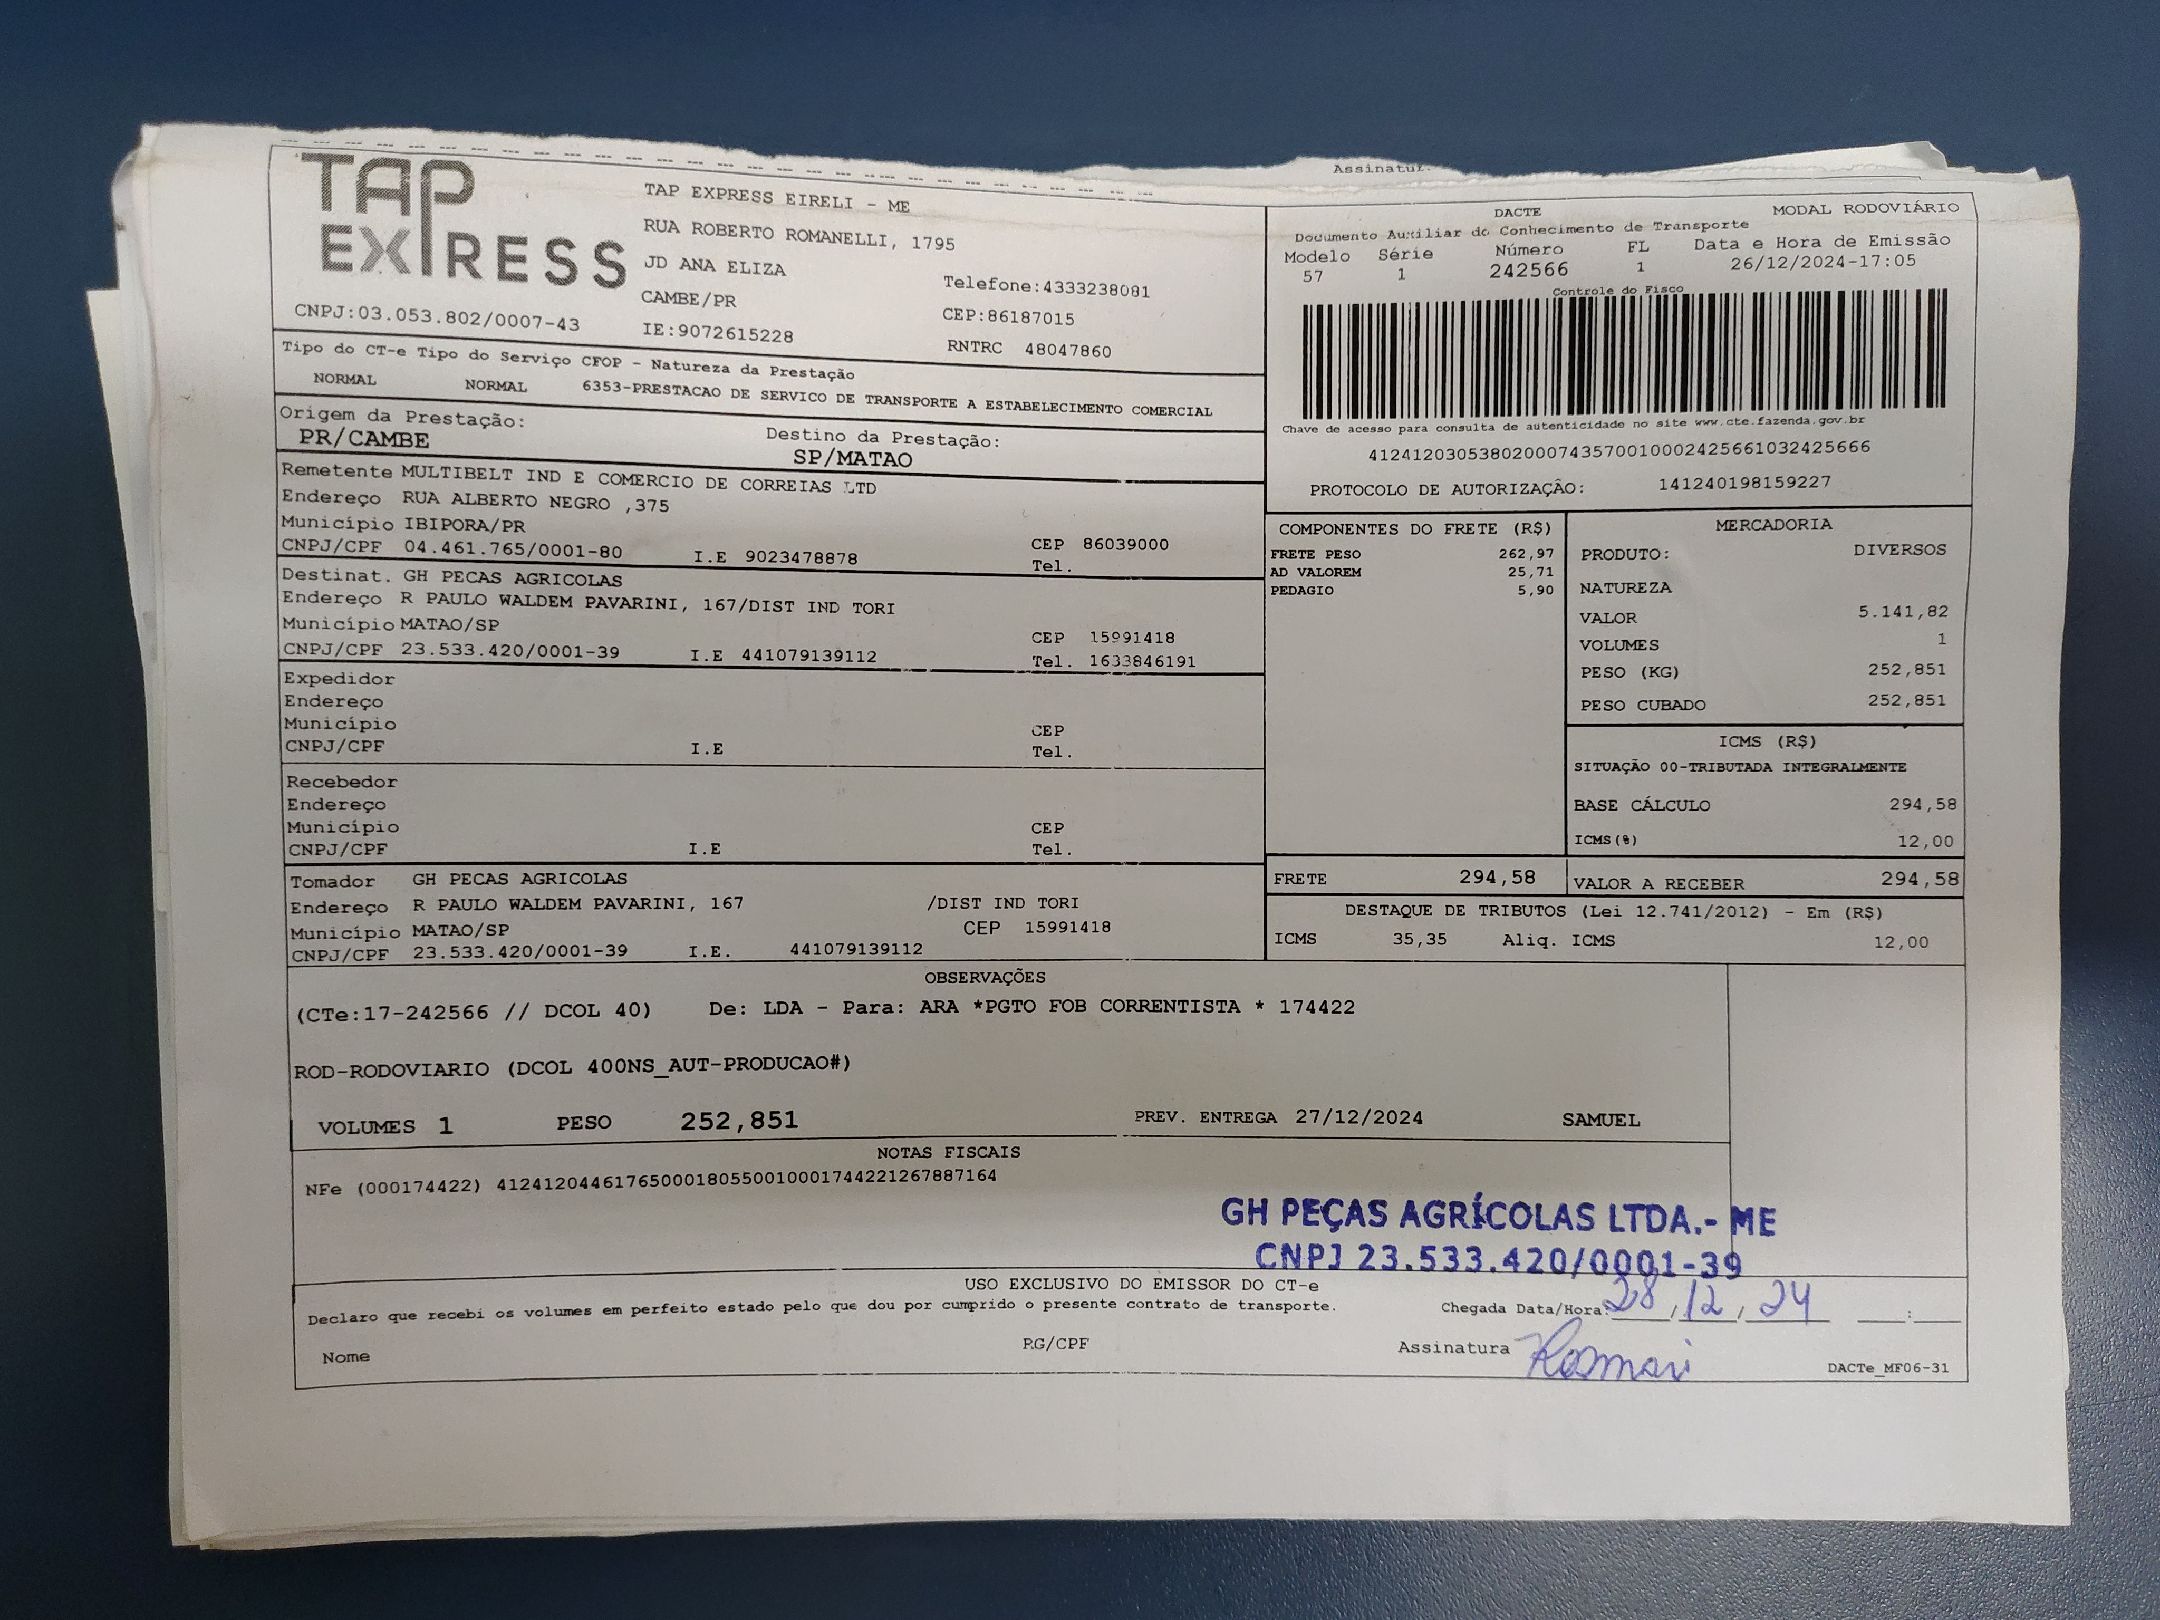 Assinatur
TAP
EXPRESS
TAP EXPRESS EIRELI - ME
RUA ROBERTO ROMANELLI, 1795
JD ANA ELIZA
Telefone:4333238081
CAMBE/PR
CEP:86187015
CNPJ:03.053.802/0007-43
IE:9072615228
RNTRC 48047860
DACTE MODAL RODOVIÁRIO
Documento Auxiliar do Conhecimento de Transporte
Modelo Série Número FL Data e Hora de Emissão
57 1 242566 1 26/12/2024-17:05
Controle do Fisco
Chave de acesso para consulta de autenticidade no site www.cte.fazenda.gov.br
41241203053802000743570010002425661032425666
PROTOCOLO DE AUTORIZAÇÃO: 141240198159227
Tipo do CT-e Tipo do Serviço CFOP - Natureza da Prestação
NORMAL NORMAL 6353-PRESTACAO DE SERVICO DE TRANSPORTE A ESTABELECIMENTO COMERCIAL
Origem da Prestação: Destino da Prestação:
PR/CAMBE SP/MATAO
Remetente MULTIBELT IND E COMERCIO DE CORREIAS LTD
Endereço RUA ALBERTO NEGRO ,375
Município IBIPORA/PR CEP 86039000
CNPJ/CPF 04.461.765/0001-80 I.E 9023478878 Tel.
Destinat. GH PECAS AGRICOLAS
Endereço R PAULO WALDEM PAVARINI, 167/DIST IND TORI
Município MATAO/SP CEP 15991418
CNPJ/CPF 23.533.420/0001-39 I.E 441079139112 Tel. 1633846191
Expedidor
Endereço
Município CEP
CNPJ/CPF I.E Tel.
Recebedor
Endereço
Município CEP
CNPJ/CPF I.E Tel.
Tomador GH PECAS AGRICOLAS
Endereço R PAULO WALDEM PAVARINI, 167 /DIST IND TORI
Município MATAO/SP CEP 15991418
CNPJ/CPF 23.533.420/0001-39 I.E. 441079139112
COMPONENTES DO FRETE (R$)
FRETE PESO 262,97
AD VALOREM 25,71
PEDAGIO 5,90
MERCADORIA
PRODUTO: DIVERSOS
NATUREZA
VALOR 5.141,82
VOLUMES 1
PESO (KG) 252,851
PESO CUBADO 252,851
ICMS (R$)
SITUAÇÃO 00-TRIBUTADA INTEGRALMENTE
BASE CÁLCULO 294,58
ICMS(%) 12,00
FRETE 294,58 VALOR A RECEBER 294,58
DESTAQUE DE TRIBUTOS (Lei 12.741/2012) - Em (R$)
ICMS 35,35 Aliq. ICMS 12,00
OBSERVAÇÕES
(CTe:17-242566 // DCOL 40) De: LDA - Para: ARA *PGTO FOB CORRENTISTA * 174422
ROD-RODOVIARIO (DCOL 400NS_AUT-PRODUCAO#)
VOLUMES 1 PESO 252,851 PREV. ENTREGA 27/12/2024 SAMUEL
NOTAS FISCAIS
NFe (000174422) 41241204461765000180550010001744221267887164
GH PEÇAS AGRÍCOLAS LTDA.- ME
CNPJ 23.533.420/0001-39
USO EXCLUSIVO DO EMISSOR DO CT-e
Declaro que recebi os volumes em perfeito estado pelo que dou por cumprido o presente contrato de transporte. Chegada Data/Hora: 28/12/24 :
Nome RG/CPF Assinatura Rosmari DACTe_MF06-31